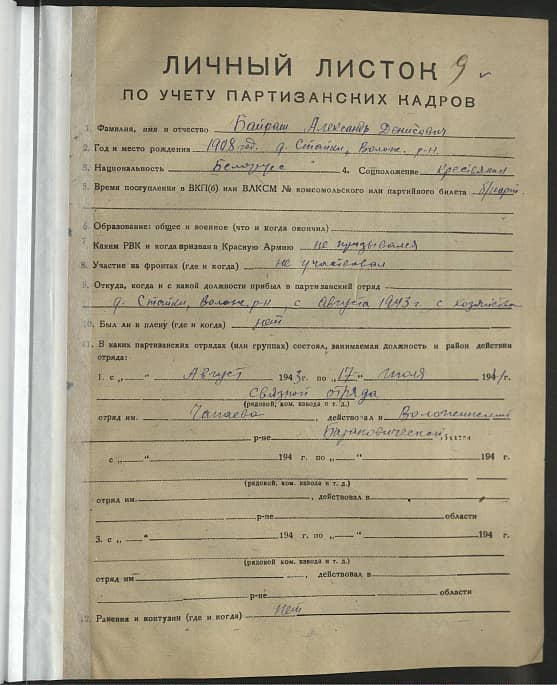 ЛИЧНЫЙ ЛИСТОК 9
ПО УЧЕТУ ПАРТИЗАНСКИХ КАДРОВ
1. Фамилия, имя и отчество Байраш Александр Денисович
2. Год и место рождения 1908 год. д. Стайки, Волож. р-н.
3. Национальность Белорус 4. Соцположение крестьянин
5. Время поступления в ВКП(б) или ВЛКСМ № комсомольского или партийного билета б/парт.
6. Образование: общее и военное (что и когда окончил)
7. Каким РВК и когда призван в Красную Армию не призывался
8. Участие на фронтах (где и когда) не участвовал
9. Откуда, когда и с какой должности прибыл в партизанский отряд
д. Стайки, Волож. р-н, с августа 1943 г. с хозяйства
10. Был ли в плену (где и когда) нет
11. В каких партизанских отрядах (или группах) состоял, занимаемая должность и район действия
отряда:
1. с „ “ Август 1943 г. по „17“ июля 1944 г.
связной отряда
(рядовой, ком. взвода и т. д.)
отряд им. Чапаева, действовал в Воложинский
р-не Барановической
с „ “ 194 г. по „ “ 194 г.
(рядовой, ком. взвода и т. д.)
отряд им. , действовал в
р-не области
3. с „ “ 194 г. по „ “ 194 г.
(рядовой, ком. взвода и т. д.)
отряд им , действовал в
р-не области
12. Ранения и контузии (где и когда) нет